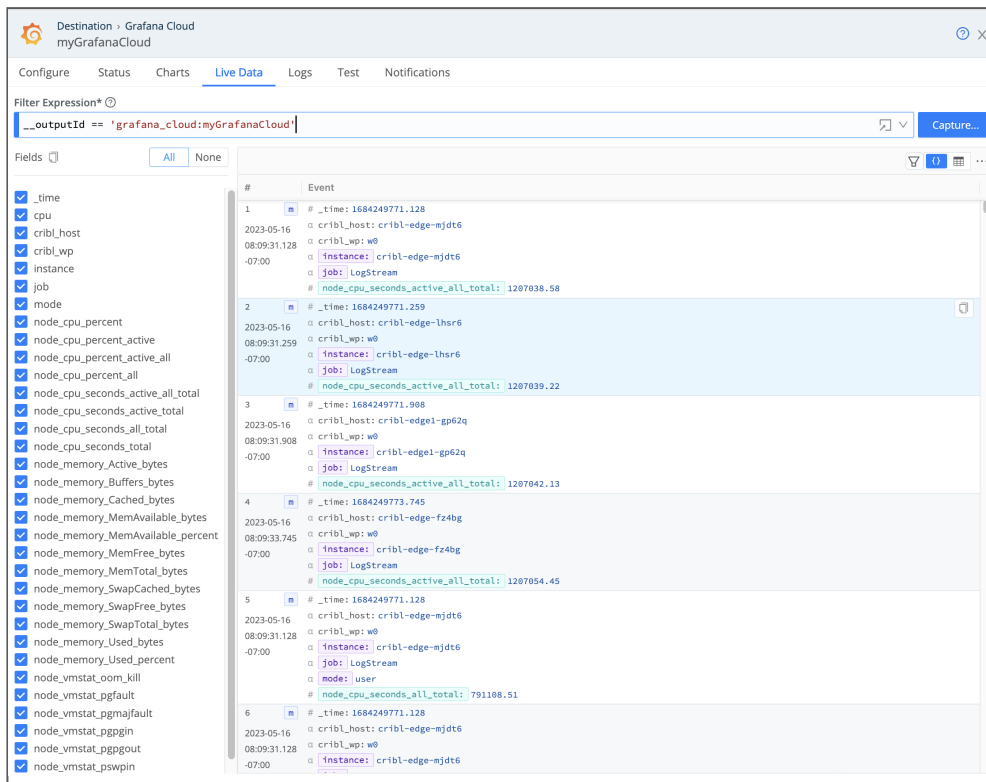 Destination › Grafana Cloud
myGrafanaCloud
Configure Status Charts Live Data Logs Test Notifications
Filter Expression*
__outputId == 'grafana_cloud:myGrafanaCloud'
Capture...
Fields All None
_time
cpu
cribl_host
cribl_wp
instance
job
mode
node_cpu_percent
node_cpu_percent_active
node_cpu_percent_active_all
node_cpu_percent_all
node_cpu_seconds_active_all_total
node_cpu_seconds_active_total
node_cpu_seconds_all_total
node_cpu_seconds_total
node_memory_Active_bytes
node_memory_Buffers_bytes
node_memory_Cached_bytes
node_memory_MemAvailable_bytes
node_memory_MemAvailable_percent
node_memory_MemFree_bytes
node_memory_MemTotal_bytes
node_memory_SwapCached_bytes
node_memory_SwapFree_bytes
node_memory_SwapTotal_bytes
node_memory_Used_bytes
node_memory_Used_percent
node_vmstat_oom_kill
node_vmstat_pgfault
node_vmstat_pgmajfault
node_vmstat_pgpgin
node_vmstat_pgpgout
node_vmstat_pswpin
# Event
1 m
2023-05-16
08:09:31.128
-07:00
# _time: 1684249771.128
α cribl_host: cribl-edge-mjdt6
α cribl_wp: w0
α instance: cribl-edge-mjdt6
α job: LogStream
# node_cpu_seconds_active_all_total: 1207038.58
2 m
2023-05-16
08:09:31.259
-07:00
# _time: 1684249771.259
α cribl_host: cribl-edge-lhsr6
α cribl_wp: w0
α instance: cribl-edge-lhsr6
α job: LogStream
# node_cpu_seconds_active_all_total: 1207039.22
3 m
2023-05-16
08:09:31.908
-07:00
# _time: 1684249771.908
α cribl_host: cribl-edge1-gp62q
α cribl_wp: w0
α instance: cribl-edge1-gp62q
α job: LogStream
# node_cpu_seconds_active_all_total: 1207042.13
4 m
2023-05-16
08:09:33.745
-07:00
# _time: 1684249773.745
α cribl_host: cribl-edge-fz4bg
α cribl_wp: w0
α instance: cribl-edge-fz4bg
α job: LogStream
# node_cpu_seconds_active_all_total: 1207054.45
5 m
2023-05-16
08:09:31.128
-07:00
# _time: 1684249771.128
α cribl_host: cribl-edge-mjdt6
α cribl_wp: w0
α instance: cribl-edge-mjdt6
α job: LogStream
α mode: user
# node_cpu_seconds_all_total: 791108.51
6 m
2023-05-16
08:09:31.128
-07:00
# _time: 1684249771.128
α cribl_host: cribl-edge-mjdt6
α cribl_wp: w0
α instance: cribl-edge-mjdt6